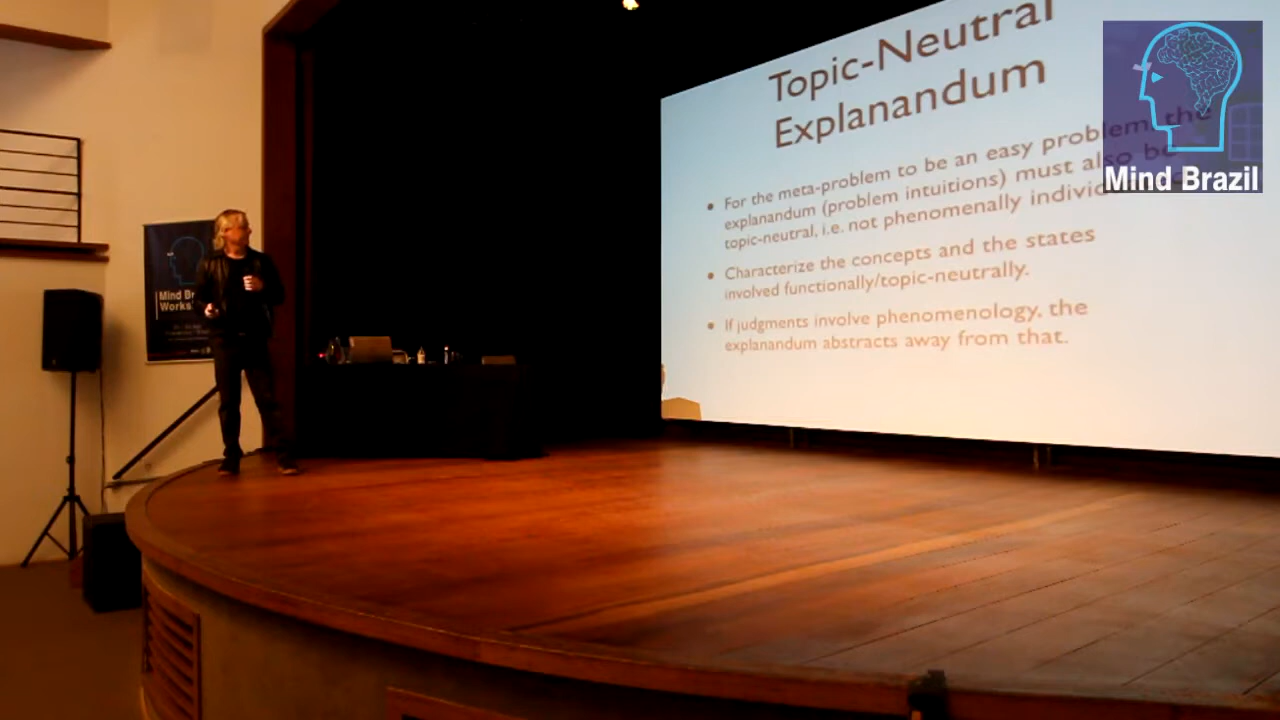 Topic-Neutral
Explanandum
• For the meta-problem to be an easy problem, the
explanandum (problem intuitions) must also be
topic-neutral, i.e. not phenomenally
• Characterize the concepts and the states
involved functionally/topic-neutrally.
• If judgments involve phenomenology, the
explanandum abstracts away from that.
Mind Brazil
Mind